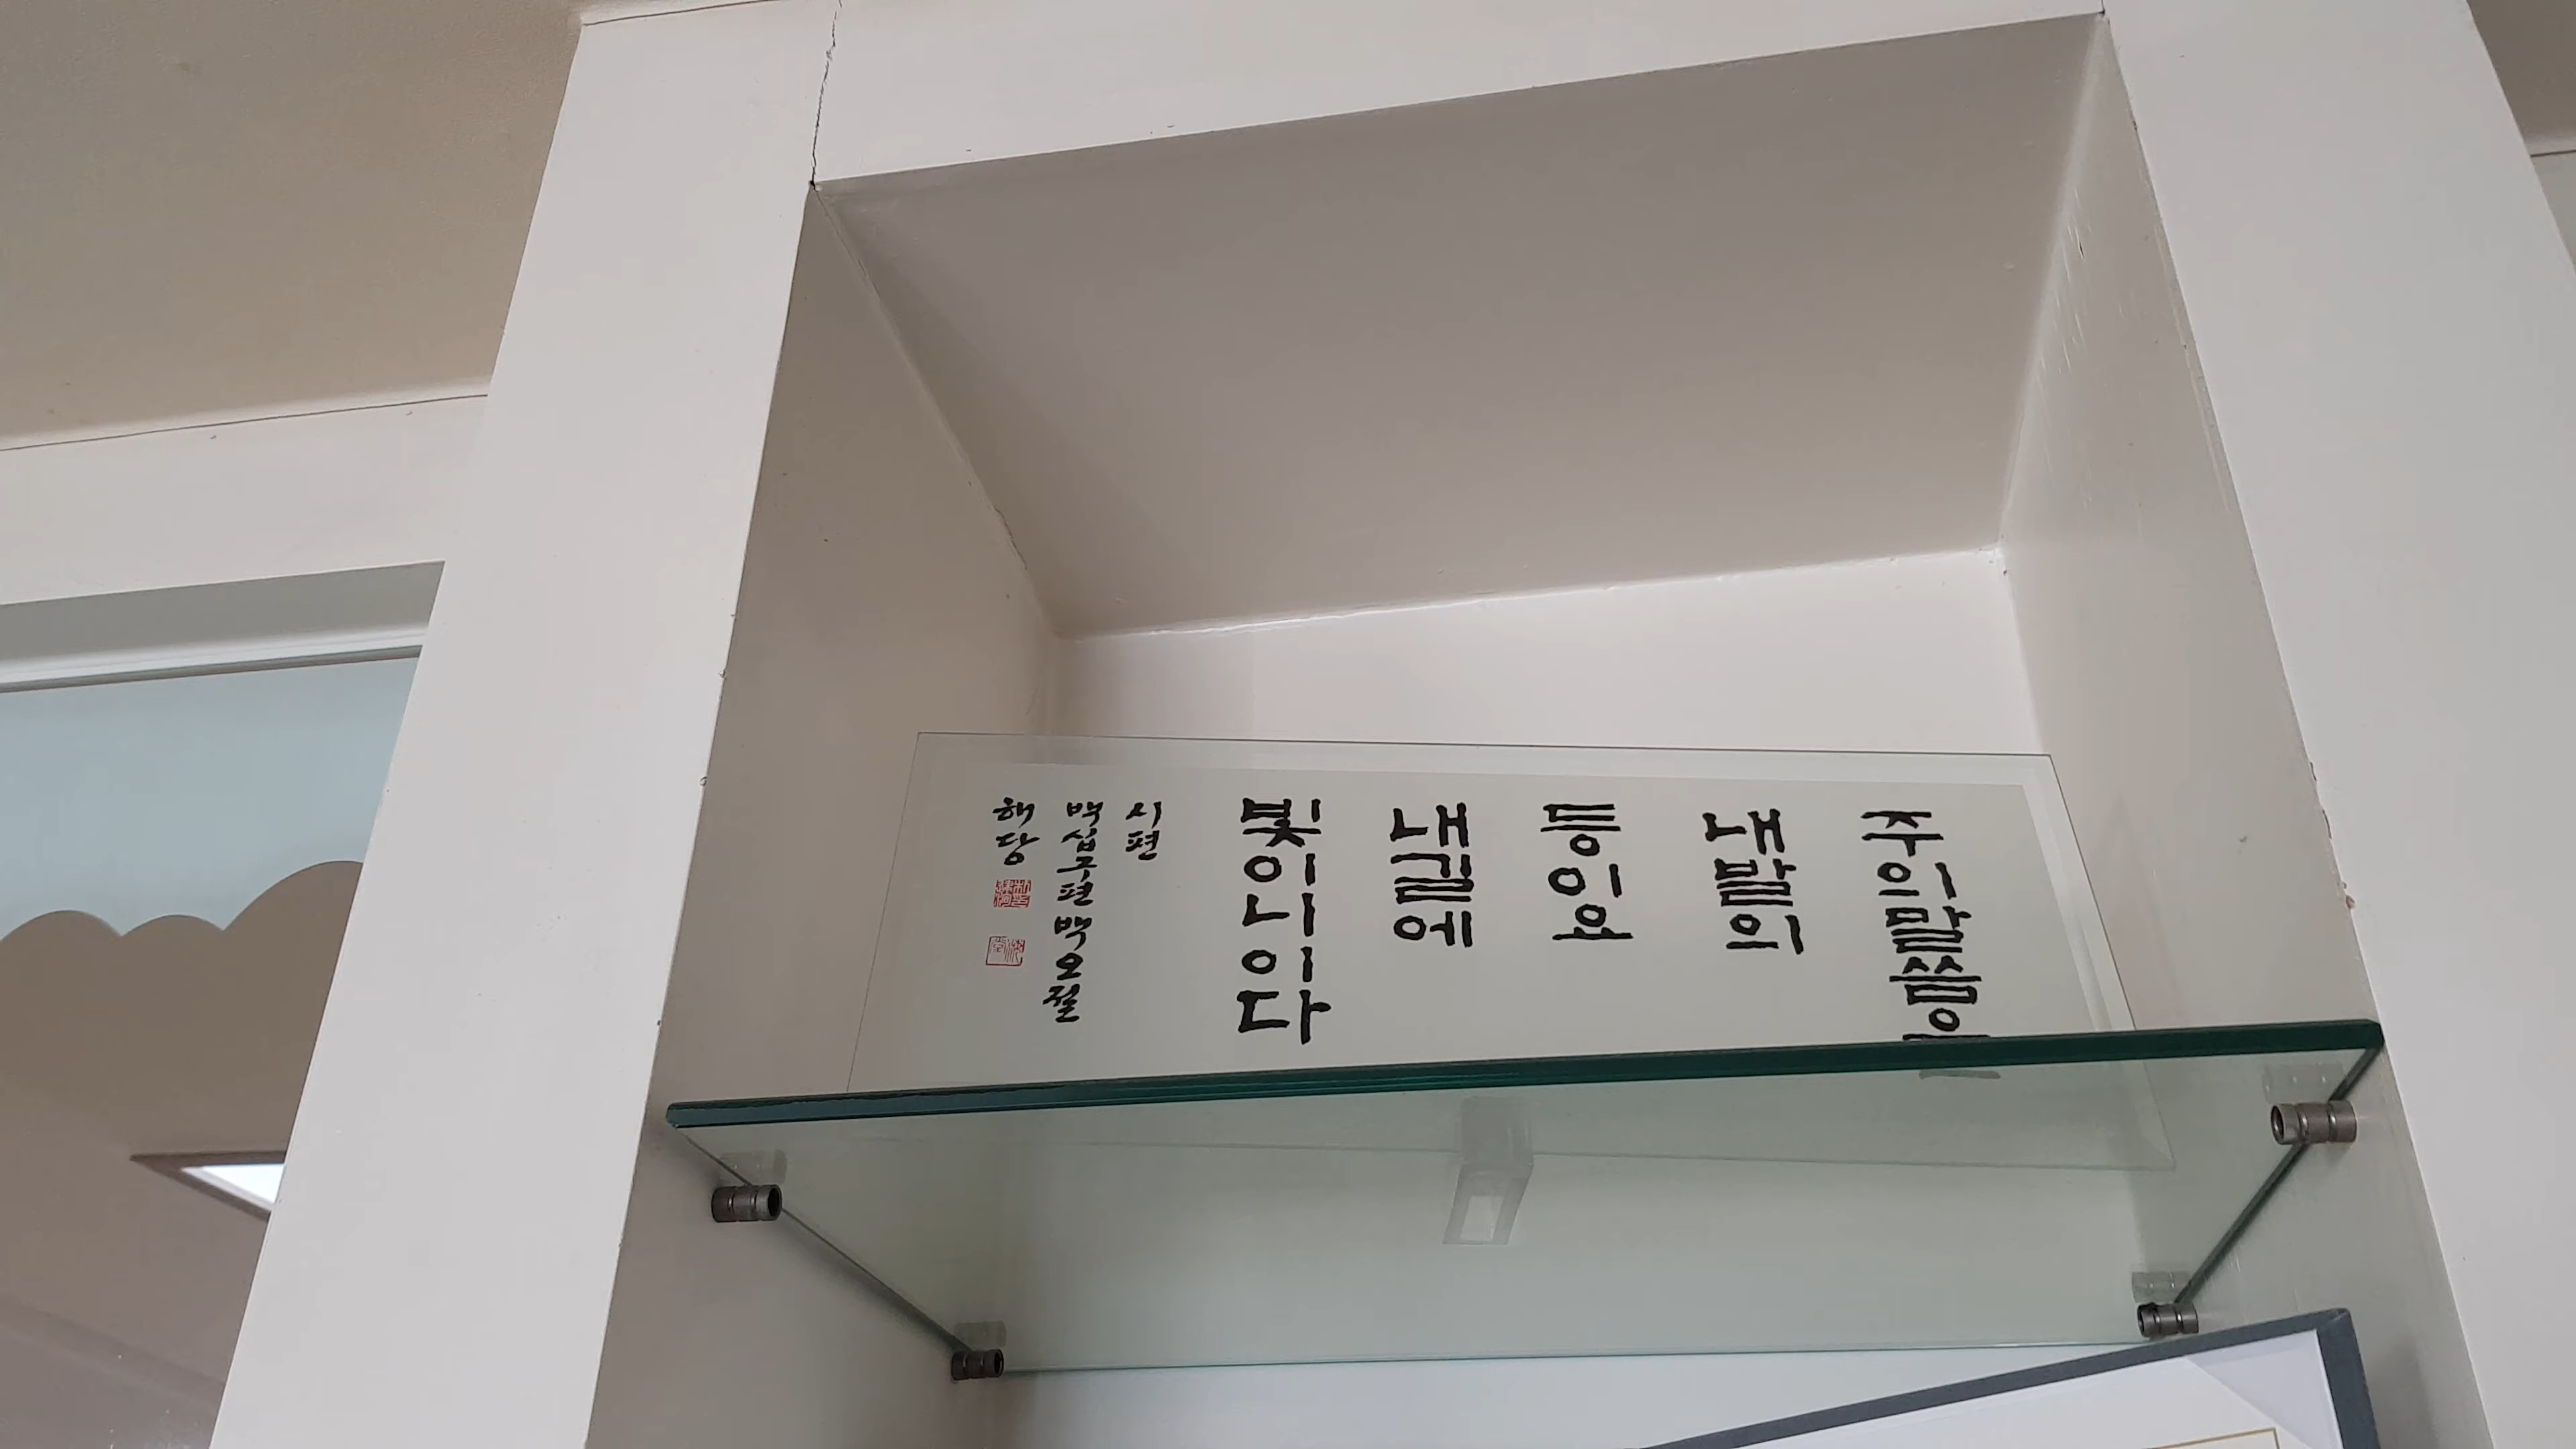 주의말씀은
내발의
등이요
내길에
빛이니이다
시편
백십구편백오절
해당